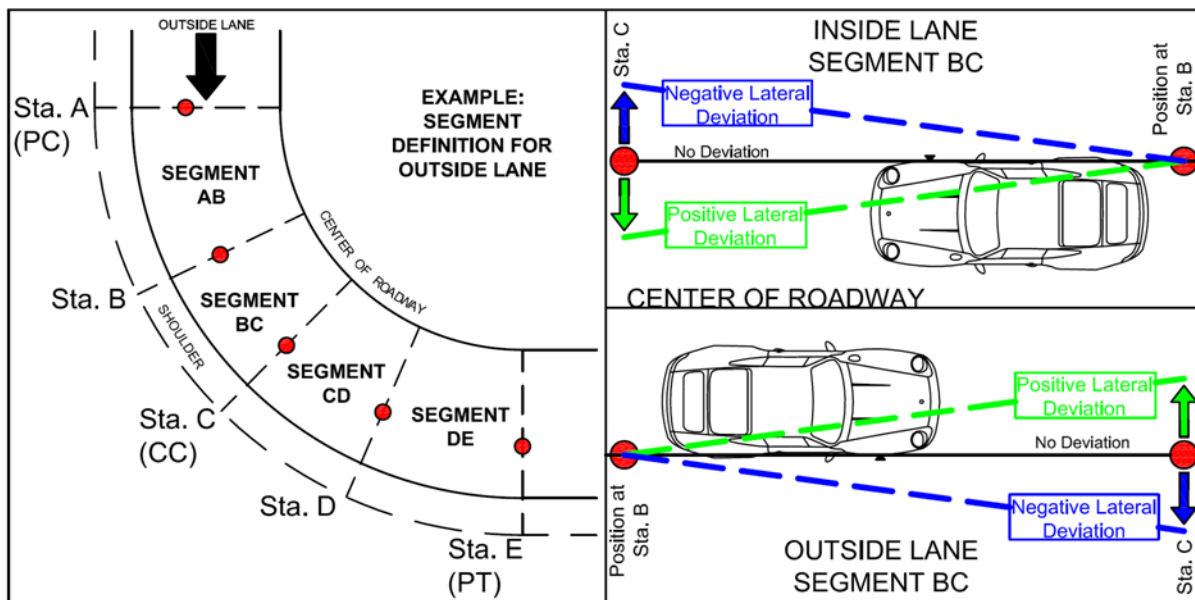 OUTSIDE LANE
Sta. A
(PC)
EXAMPLE:
SEGMENT
DEFINITION FOR
OUTSIDE LANE
SEGMENT
AB
CENTER OF ROADWAY
Sta. B
SEGMENT
BC
SHOULDER
SEGMENT
CD
Sta. C
(CC)
SEGMENT
DE
Sta. D
Sta. E
(PT)
INSIDE LANE
SEGMENT BC
Sta. C
Position at
Sta. B
Negative Lateral
Deviation
No Deviation
Positive Lateral
Deviation
CENTER OF ROADWAY
Positive Lateral
Deviation
No Deviation
Negative Lateral
Deviation
Position at
Sta. B
Sta. C
OUTSIDE LANE
SEGMENT BC